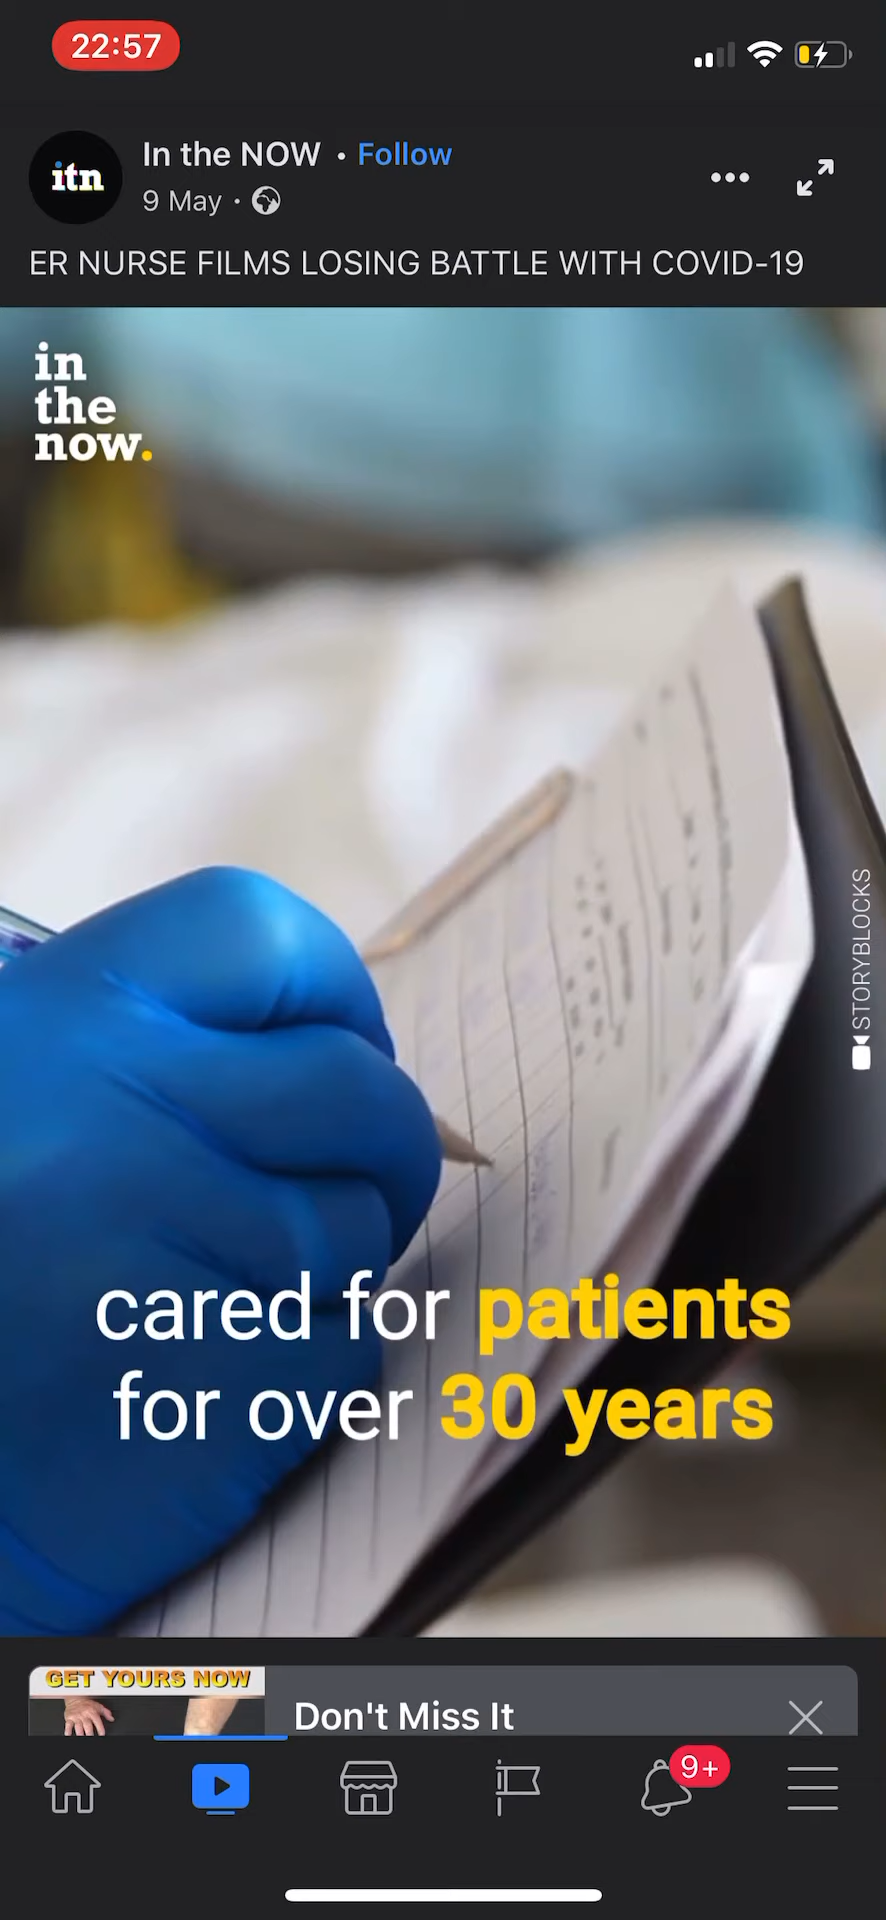 22:57
itn
In the NOW • Follow
9 May •
ER NURSE FILMS LOSING BATTLE WITH COVID-19
in
the
now.
STORYBLOCKS
cared for patients
for over 30 years
GET YOURS NOW
Don't Miss It
9+